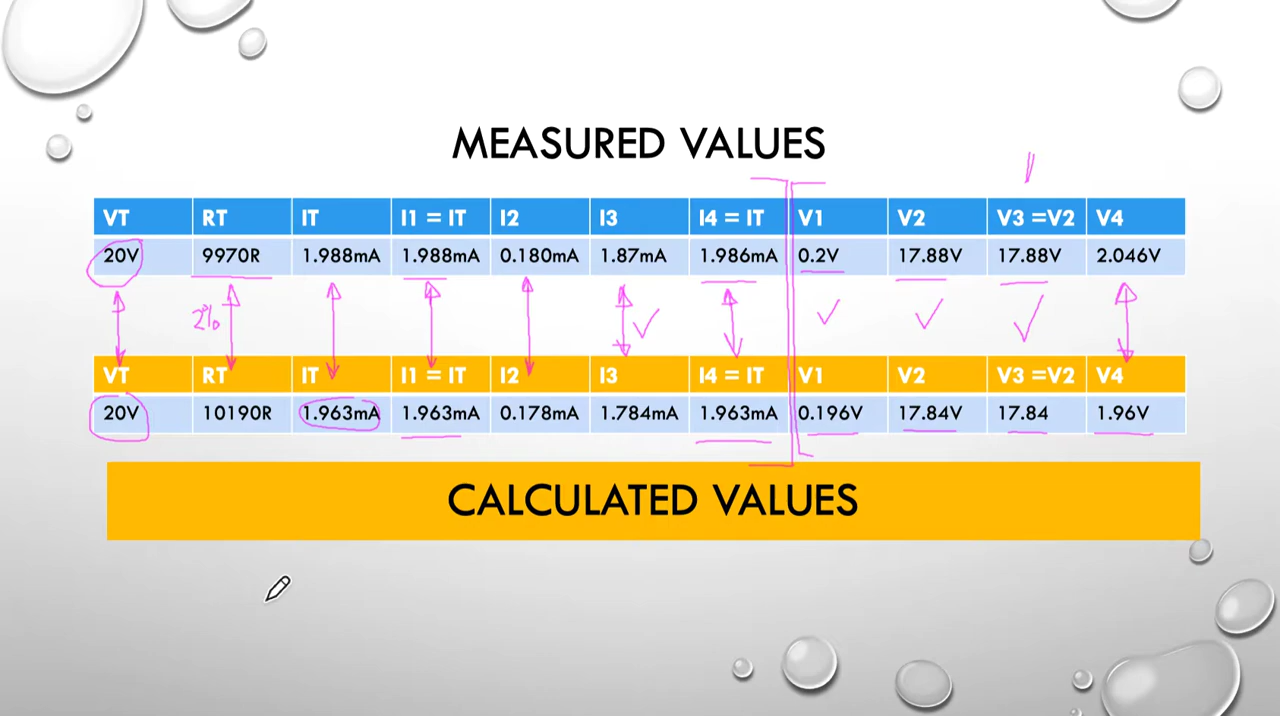 MEASURED VALUES
VT RT IT I1 = IT I2 I3 I4 = IT V1 V2 V3 =V2 V4
20V 9970R 1.988mA 1.988mA 0.180mA 1.87mA 1.986mA 0.2V 17.88V 17.88V 2.046V
2%
VT RT IT I1 = IT I2 I3 I4 = IT V1 V2 V3 =V2 V4
20V 10190R 1.963mA 1.963mA 0.178mA 1.784mA 1.963mA 0.196V 17.84V 17.84 1.96V
CALCULATED VALUES